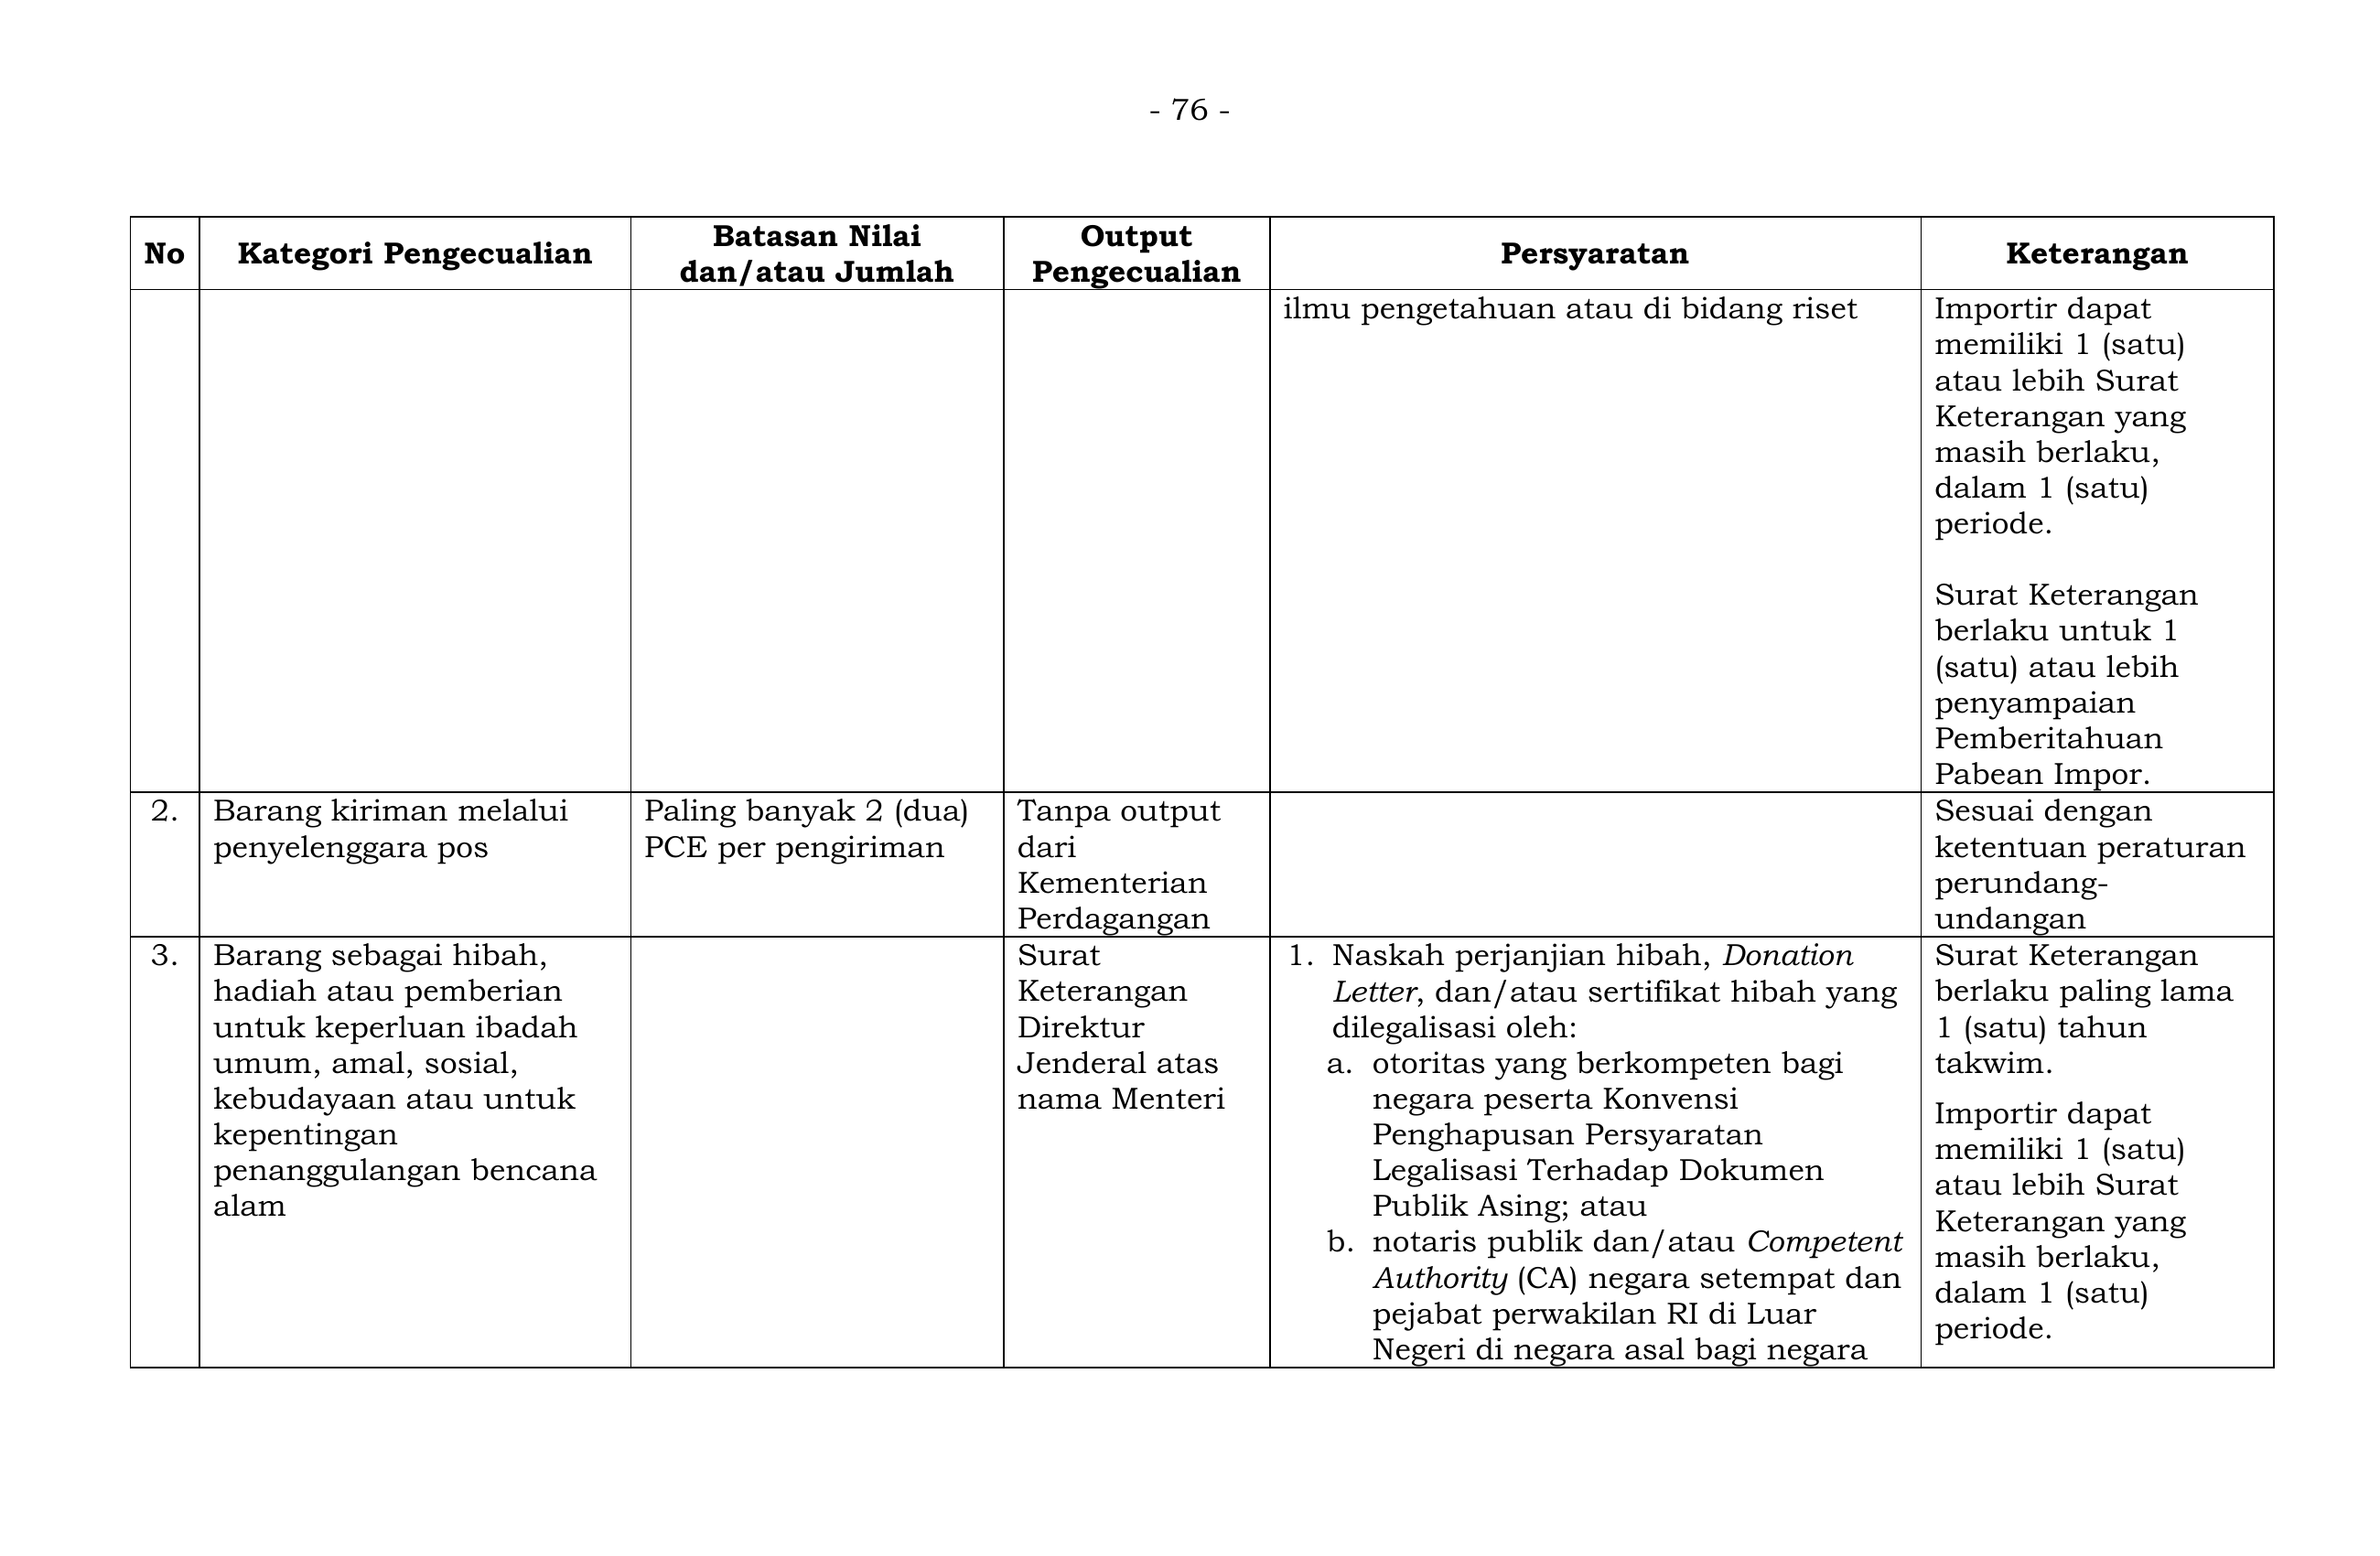 - 76 -
No
Kategori Pengecualian
Batasan Nilai
dan/atau Jumlah
Output
Pengecualian
Persyaratan
Keterangan
ilmu pengetahuan atau di bidang riset
Importir dapat
memiliki 1 (satu)
atau lebih Surat
Keterangan yang
masih berlaku,
dalam 1 (satu)
periode.
Surat Keterangan
berlaku untuk 1
(satu) atau lebih
penyampaian
Pemberitahuan
Pabean Impor.
2.
Barang kiriman melalui
penyelenggara pos
Paling banyak 2 (dua)
PCE per pengiriman
Tanpa output
dari
Kementerian
Perdagangan
Sesuai dengan
ketentuan peraturan
perundang-
undangan
3.
Barang sebagai hibah,
hadiah atau pemberian
untuk keperluan ibadah
umum, amal, sosial,
kebudayaan atau untuk
kepentingan
penanggulangan bencana
alam
Surat
Keterangan
Direktur
Jenderal atas
nama Menteri
1. Naskah perjanjian hibah, Donation
Letter, dan/atau sertifikat hibah yang
dilegalisasi oleh:
a. otoritas yang berkompeten bagi
negara peserta Konvensi
Penghapusan Persyaratan
Legalisasi Terhadap Dokumen
Publik Asing; atau
b. notaris publik dan/atau Competent
Authority (CA) negara setempat dan
pejabat perwakilan RI di Luar
Negeri di negara asal bagi negara
Surat Keterangan
berlaku paling lama
1 (satu) tahun
takwim.
Importir dapat
memiliki 1 (satu)
atau lebih Surat
Keterangan yang
masih berlaku,
dalam 1 (satu)
periode.